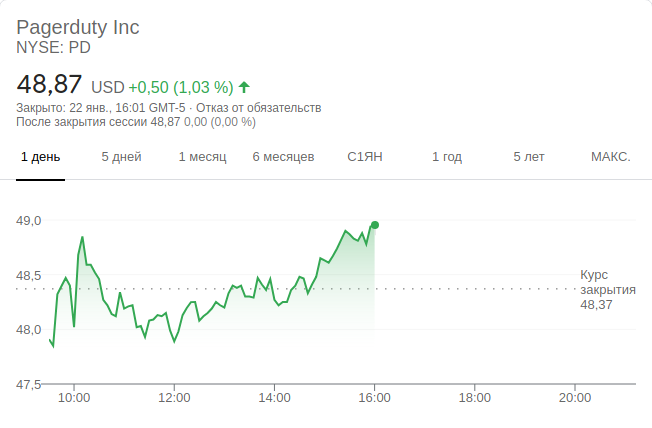 Pagerduty Inc
NYSE: PD
48,87 USD +0,50 (1,03 %)
Закрыто: 22 янв., 16:01 GMT-5 · Отказ от обязательств
После закрытия сессии 48,87 0,00 (0,00 %)
1 день 5 дней 1 месяц 6 месяцев С1ЯН 1 год 5 лет МАКС.
49,0
48,5
Курс
закрытия
48,37
48,0
47,5
10:00 12:00 14:00 16:00 18:00 20:00